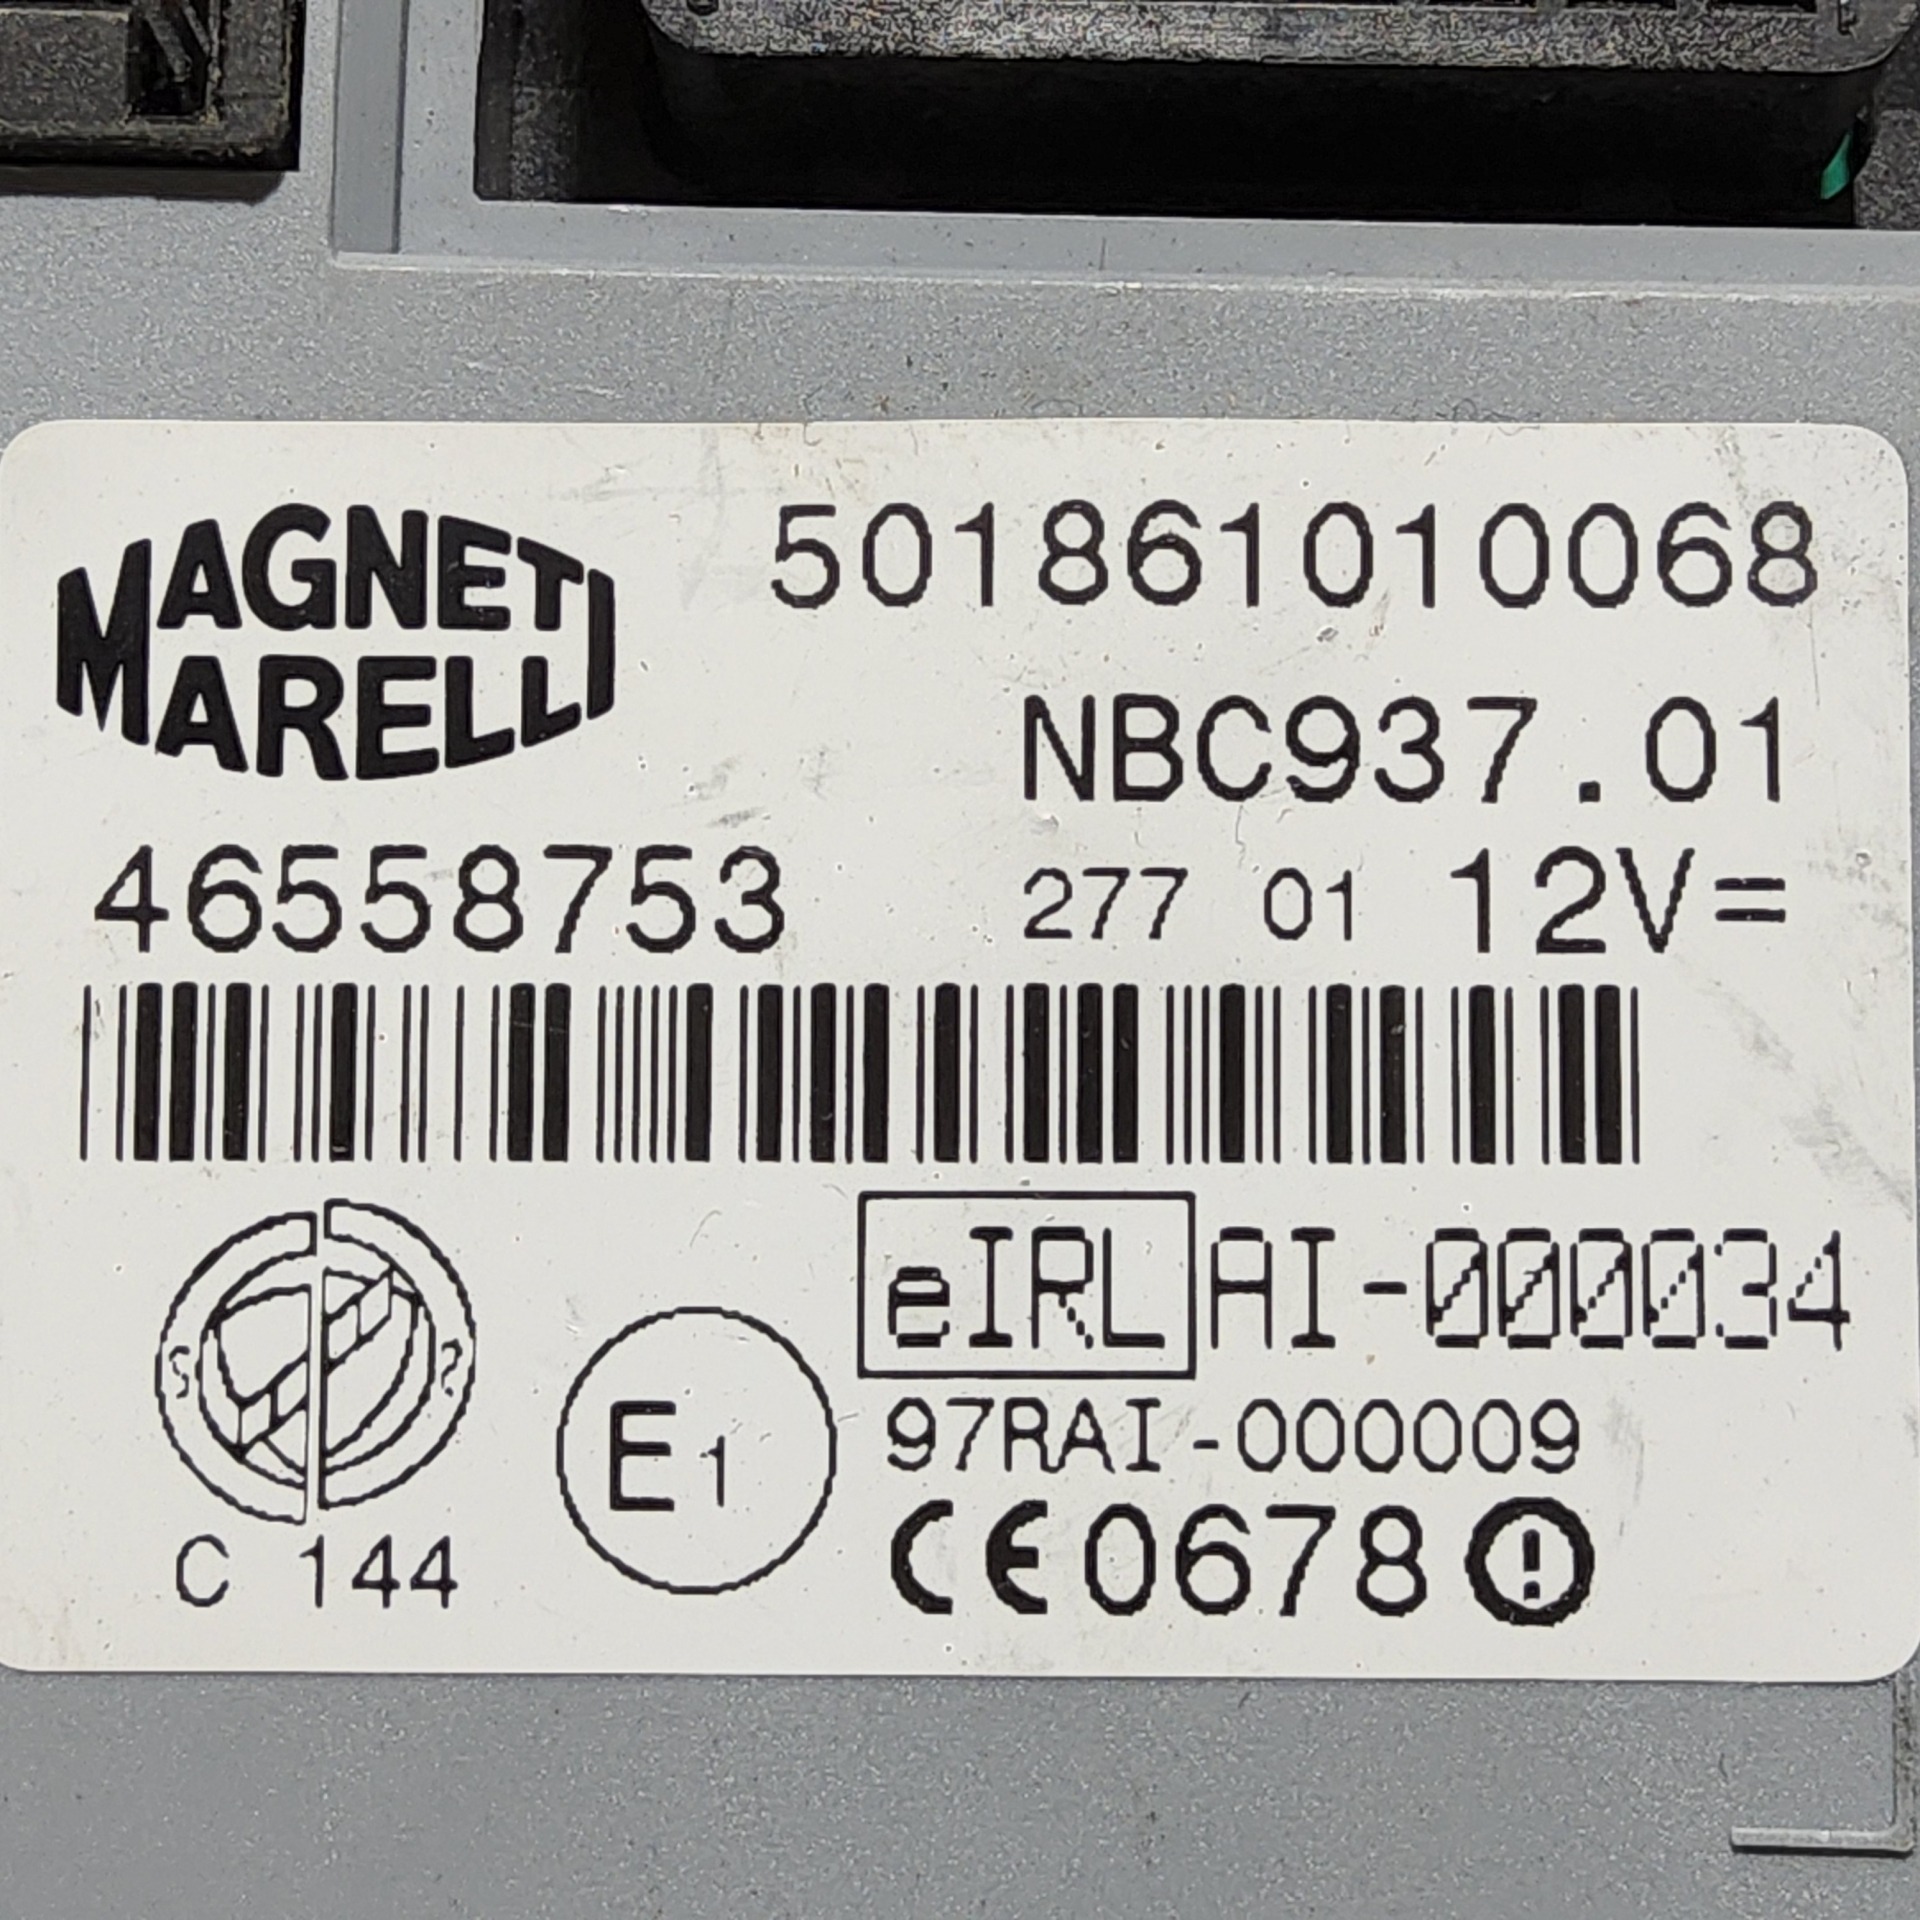 MAGNETI
MARELLI
501861010068
NBC937.01
46558753 277 01 12V=
eIRL AI-000034
E1 97RAI-000009
C 144 CE0678 !